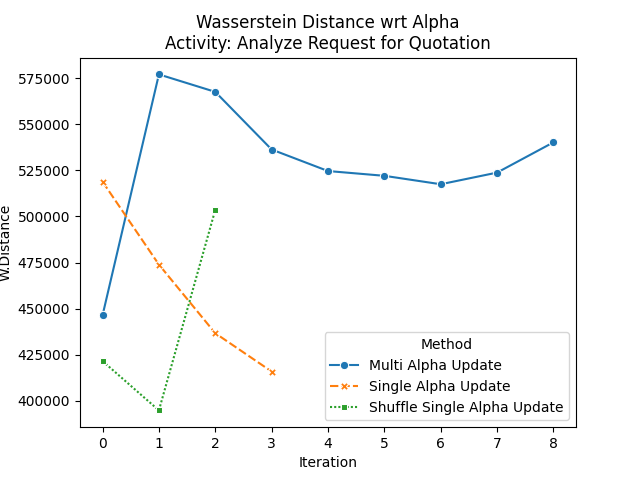 Wasserstein Distance wrt Alpha
Activity: Analyze Request for Quotation
575000
550000
525000
500000
475000
450000
425000
400000
W.Distance
0 1 2 3 4 5 6 7 8
Iteration
Method
Multi Alpha Update
Single Alpha Update
Shuffle Single Alpha Update